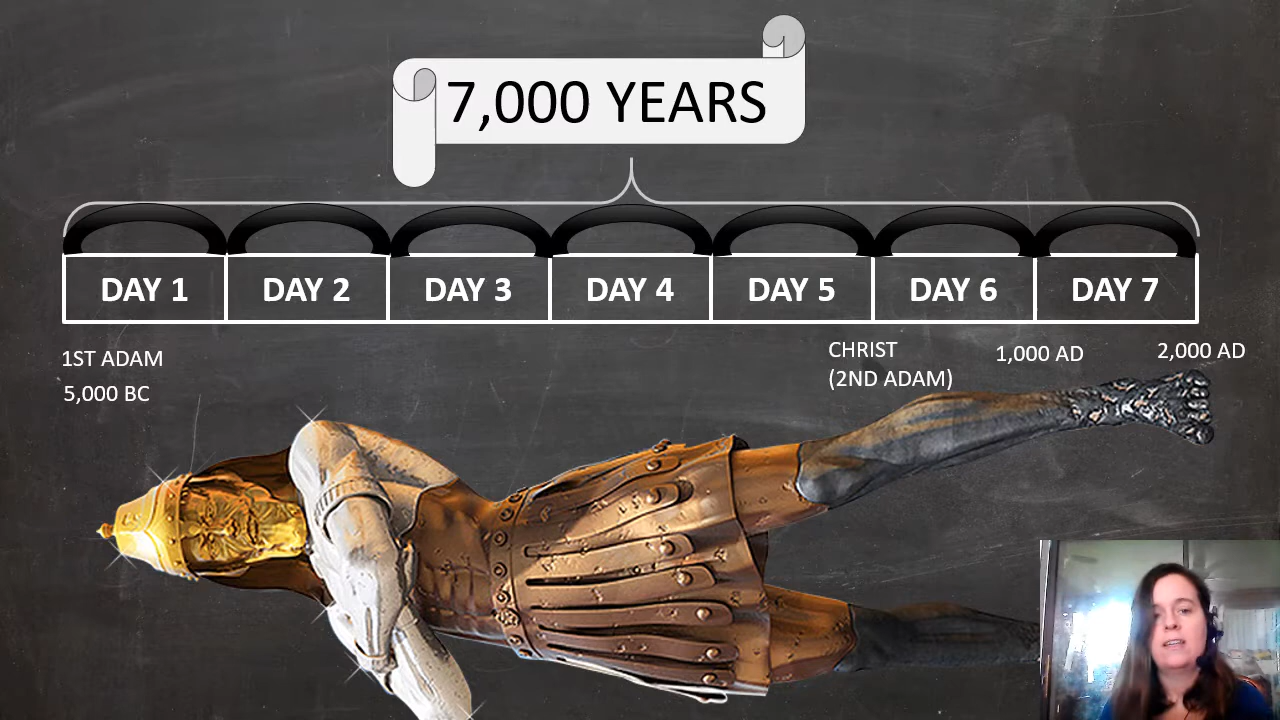 7,000 YEARS
DAY 1
DAY 2
DAY 3
DAY 4
DAY 5
DAY 6
DAY 7
1ST ADAM
5,000 BC
CHRIST
(2ND ADAM)
1,000 AD
2,000 AD